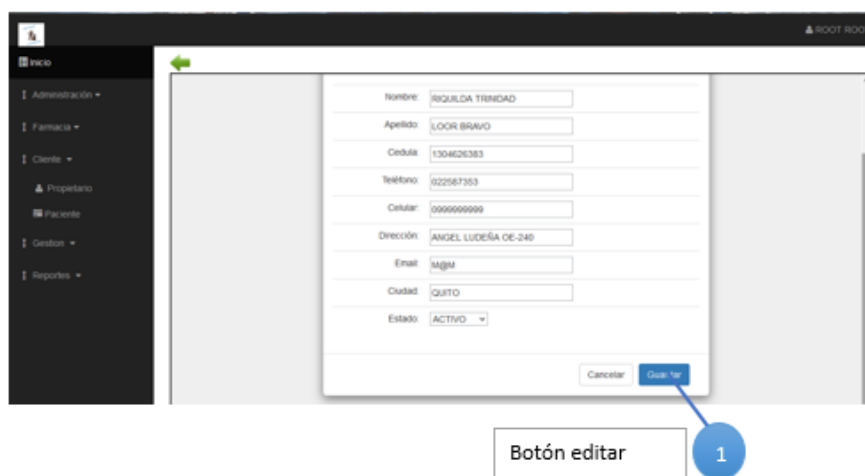 ROOT ROO
Inicio
Administración
Farmacia
Cliente
Propietario
Paciente
Gestion
Reportes
Nombre: RIQUILDA TRINIDAD
Apellido: LOOR BRAVO
Cedula: 1304626383
Teléfono: 022587353
Celular: 0999999999
Dirección: ANGEL LUDEÑA OE-240
Email: M@M
Ciudad: QUITO
Estado: ACTIVO
Cancelar Guardar
Botón editar 1